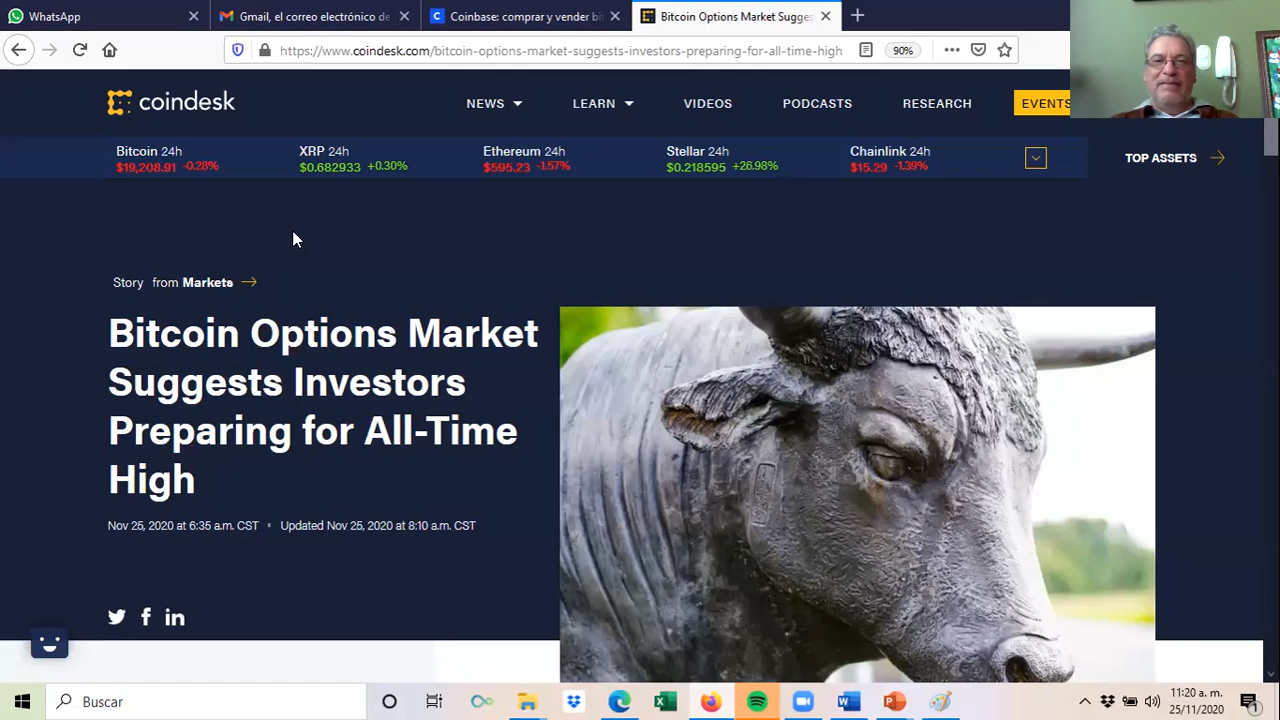 WhatsApp
Gmail, el correo electrónico de
Coinbase: comprar y vender bi
Bitcoin Options Market Sugges
https://www.coindesk.com/bitcoin-options-market-suggests-investors-preparing-for-all-time-high
90%
coindesk
NEWS
LEARN
VIDEOS
PODCASTS
RESEARCH
EVENTS
Bitcoin 24h
$19,208.91 -0.28%
XRP 24h
$0.682933 +0.30%
Ethereum 24h
$595.23 -1.57%
Stellar 24h
$0.218595 +26.98%
Chainlink 24h
$15.29 -1.39%
TOP ASSETS
Story from Markets
Bitcoin Options Market
Suggests Investors
Preparing for All-Time
High
Nov 25, 2020 at 6:35 a.m. CST
Updated Nov 25, 2020 at 8:10 a.m. CST
Buscar
11:20 a. m.
25/11/2020
1